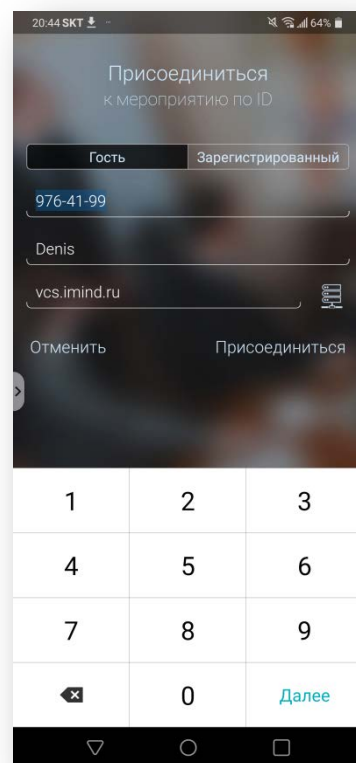 20:44 SKT 64%
Присоединиться
к мероприятию по ID
Гость Зарегистрированный
976-41-99
Denis
vcs.imind.ru
Отменить Присоединиться
1 2 3
4 5 6
7 8 9
0 Далее